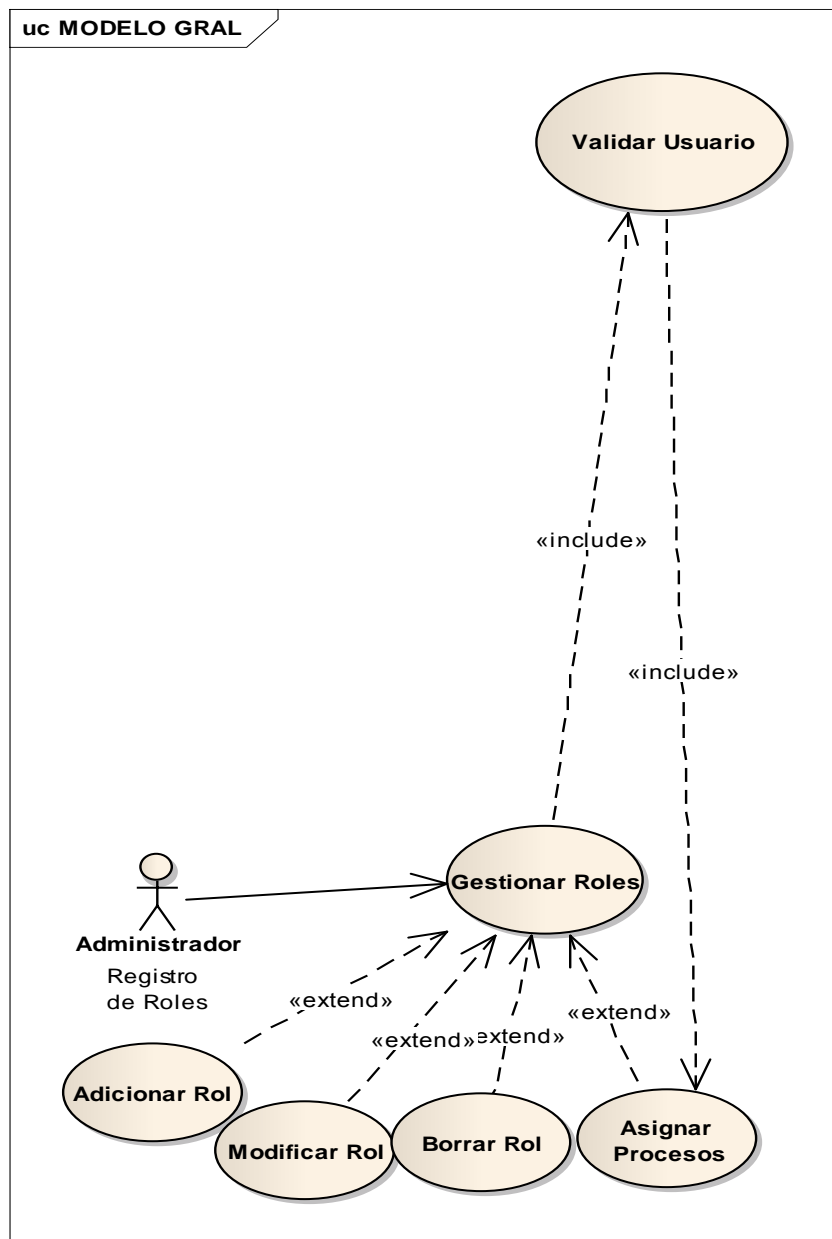 uc MODELO GRAL
Validar Usuario
«include»
«include»
Gestionar Roles
Administrador
Registro
de Roles
«extend»
«extend»
«extend»
«extend»
Adicionar Rol
Modificar Rol
Borrar Rol
Asignar
Procesos